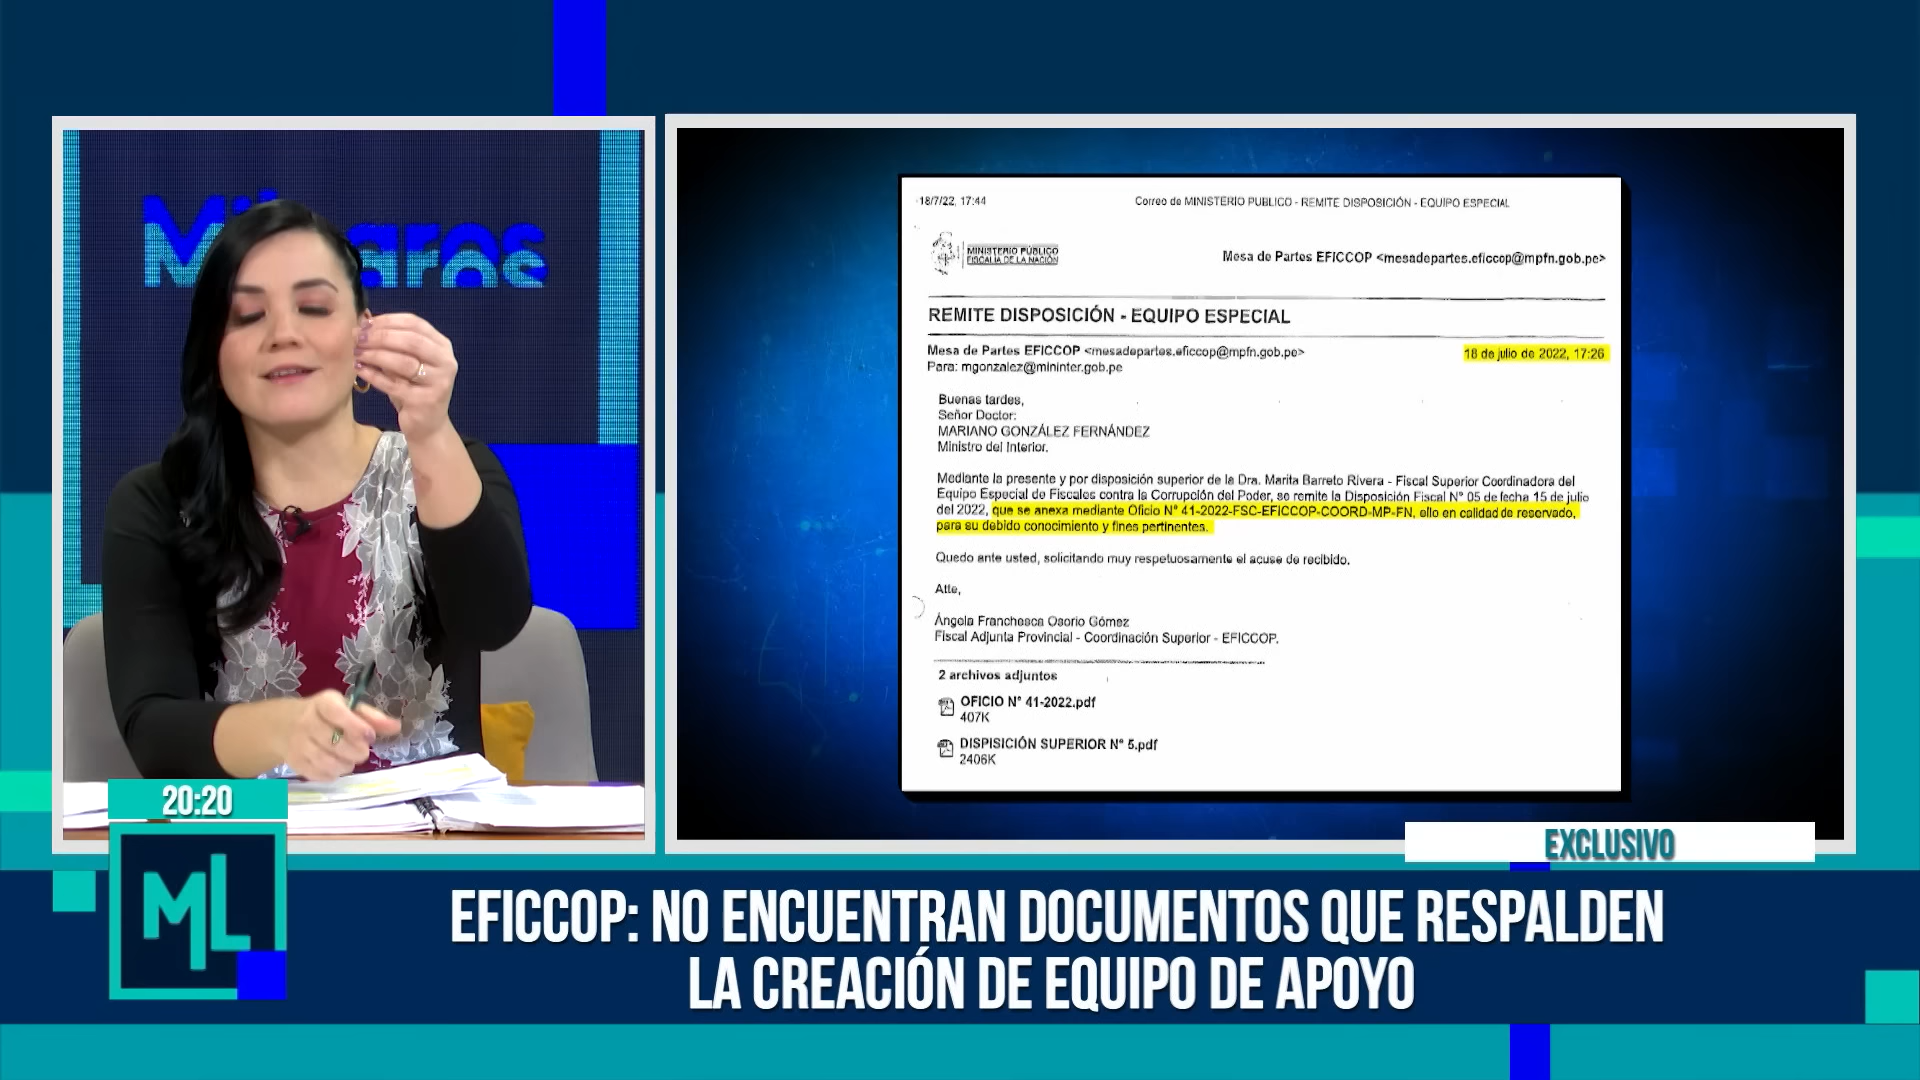 Milagros
18/7/22, 17:44
Correo de MINISTERIO PUBLICO - REMITE DISPOSICIÓN - EQUIPO ESPECIAL
MINISTERIO PÚBLICO
FISCALÍA DE LA NACIÓN
Mesa de Partes EFICCOP <mesadepartes.eficcop@mpfn.gob.pe>
REMITE DISPOSICIÓN - EQUIPO ESPECIAL
Mesa de Partes EFICCOP <mesadepartes.eficcop@mpfn.gob.pe>
18 de julio de 2022, 17:26
Para: mgonzalez@mininter.gob.pe
Buenas tardes,
Señor Doctor:
MARIANO GONZÁLEZ FERNÁNDEZ
Ministro del Interior.
Mediante la presente y por disposición superior de la Dra. Marita Barreto Rivera - Fiscal Superior Coordinadora del
Equipo Especial de Fiscales contra la Corrupción del Poder, se remite la Disposición Fiscal N° 05 de fecha 15 de julio
del 2022, que se anexa mediante Oficio N° 41-2022-FSC-EFICCOP-COORD-MP-FN, ello en calidad de reservado,
para su debido conocimiento y fines pertinentes.
Quedo ante usted, solicitando muy respetuosamente el acuse de recibido.
Atte,
Ángela Franchesca Osorio Gómez
Fiscal Adjunta Provincial - Coordinación Superior - EFICCOP.
2 archivos adjuntos
OFICIO N° 41-2022.pdf
407K
DISPISICIÓN SUPERIOR N° 5.pdf
2406K
20:20
ML
EXCLUSIVO
EFICCOP: NO ENCUENTRAN DOCUMENTOS QUE RESPALDEN
LA CREACIÓN DE EQUIPO DE APOYO